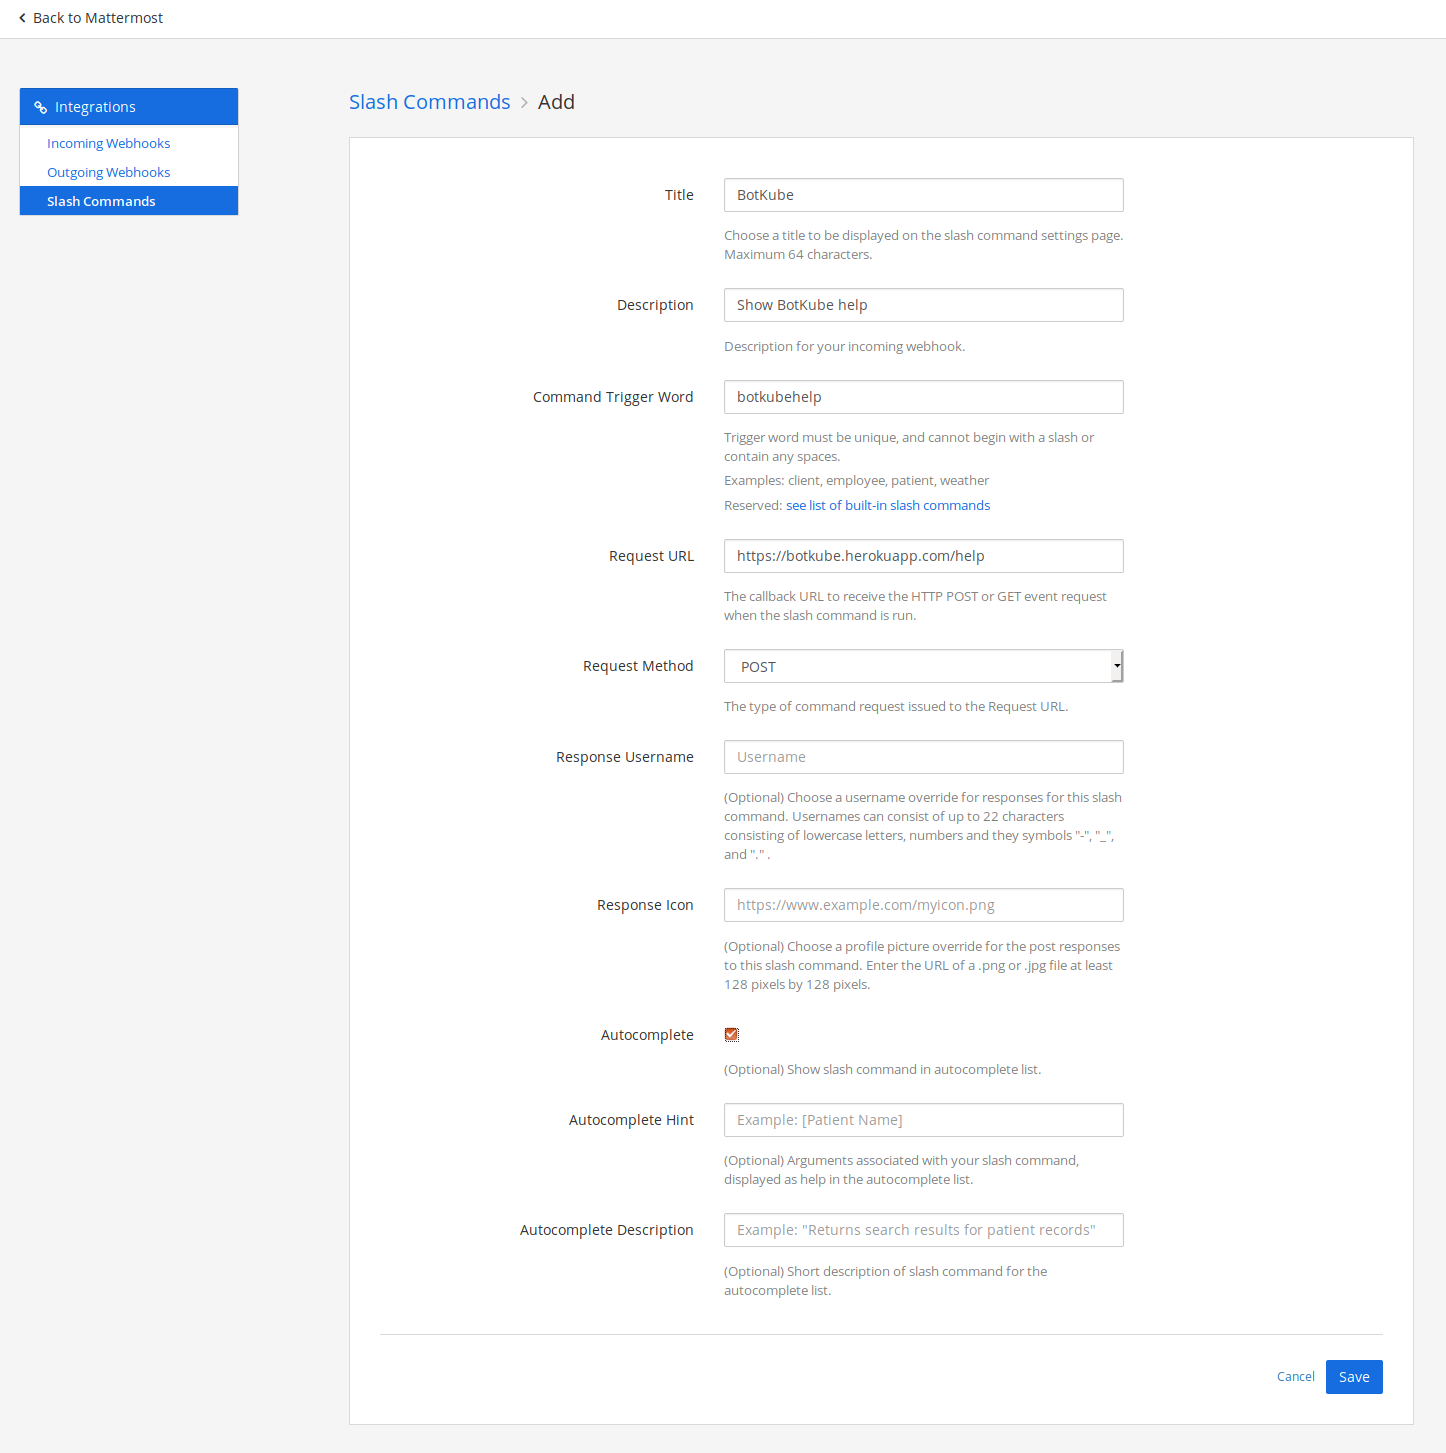 Back to Mattermost
Integrations
Incoming Webhooks
Outgoing Webhooks
Slash Commands
Slash Commands > Add
Title
BotKube
Choose a title to be displayed on the slash command settings page.
Maximum 64 characters.
Description
Show BotKube help
Description for your incoming webhook.
Command Trigger Word
botkubehelp
Trigger word must be unique, and cannot begin with a slash or
contain any spaces.
Examples: client, employee, patient, weather
Reserved: see list of built-in slash commands
Request URL
https://botkube.herokuapp.com/help
The callback URL to receive the HTTP POST or GET event request
when the slash command is run.
Request Method
POST
The type of command request issued to the Request URL.
Response Username
Username
(Optional) Choose a username override for responses for this slash
command. Usernames can consist of up to 22 characters
consisting of lowercase letters, numbers and they symbols "-", "_",
and "." .
Response Icon
https://www.example.com/myicon.png
(Optional) Choose a profile picture override for the post responses
to this slash command. Enter the URL of a .png or .jpg file at least
128 pixels by 128 pixels.
Autocomplete
(Optional) Show slash command in autocomplete list.
Autocomplete Hint
Example: [Patient Name]
(Optional) Arguments associated with your slash command,
displayed as help in the autocomplete list.
Autocomplete Description
Example: "Returns search results for patient records"
(Optional) Short description of slash command for the
autocomplete list.
Cancel
Save